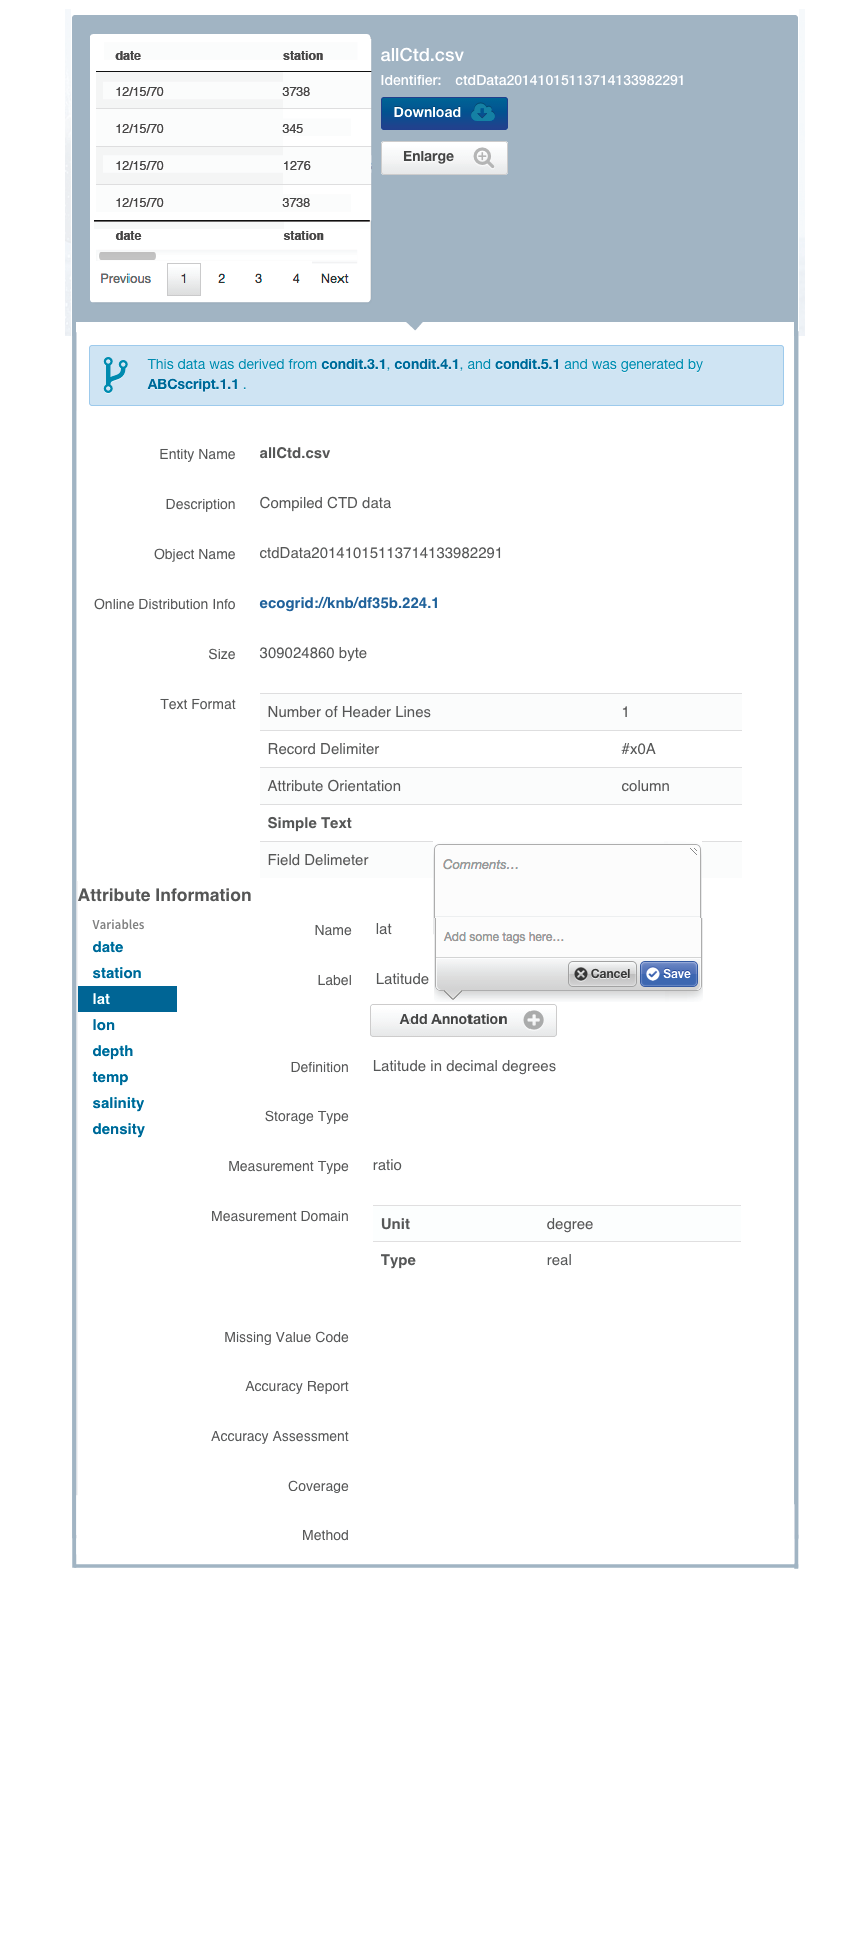 date station
12/15/70 3738
12/15/70 345
12/15/70 1276
12/15/70 3738
date station
Previous 1 2 3 4 Next
allCtd.csv
Identifier: ctdData20141015113714133982291
Download
Enlarge
This data was derived from condit.3.1, condit.4.1, and condit.5.1 and was generated by
ABCscript.1.1 .
Entity Name allCtd.csv
Description Compiled CTD data
Object Name ctdData20141015113714133982291
Online Distribution Info ecogrid://knb/df35b.224.1
Size 309024860 byte
Text Format
Number of Header Lines 1
Record Delimiter #x0A
Attribute Orientation column
Simple Text
Field Delimeter
Comments...
Add some tags here...
Cancel Save
Attribute Information
Variables
date
station
lat
lon
depth
temp
salinity
density
Name lat
Label Latitude
Add Annotation
Definition Latitude in decimal degrees
Storage Type
Measurement Type ratio
Measurement Domain
Unit degree
Type real
Missing Value Code
Accuracy Report
Accuracy Assessment
Coverage
Method